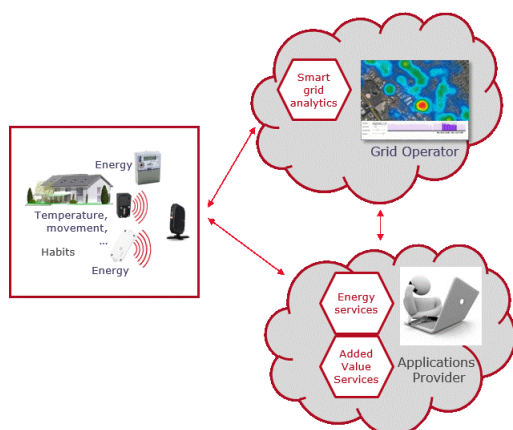 Smart
grid
analytics
Grid Operator
Energy
Temperature,
movement,
...
Habits
Energy
Energy
services
Added
Value
Services
Applications
Provider